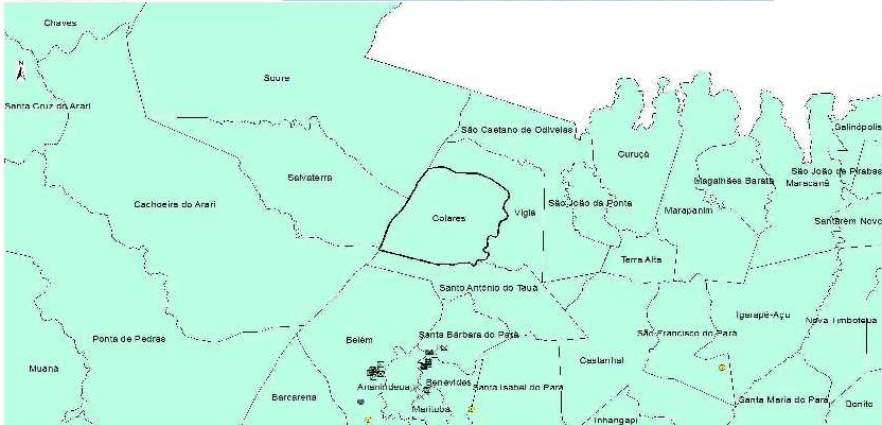 Chaves
N
Soure
Santa Cruz do Arari
São Caetano de Odivelas
Salinópolis
Curuçá
São João de Pirabas
Salvaterra
Magalhães Barata
Maracanã
Cachoeira do Arari
São João da Ponta
Colares
Vigia
Marapanim
Santarém Novo
Terra Alta
Santo Antônio do Tauá
Igarapé-Açu
Nova Timboteua
Ponta de Pedras
Belém
Santa Bárbara do Pará
São Francisco do Pará
Castanhal
Muaná
Ananindeua
Benevides
Santa Isabel do Pará
Barcarena
Santa Maria do Pará
Bonito
Marituba
Inhangapi